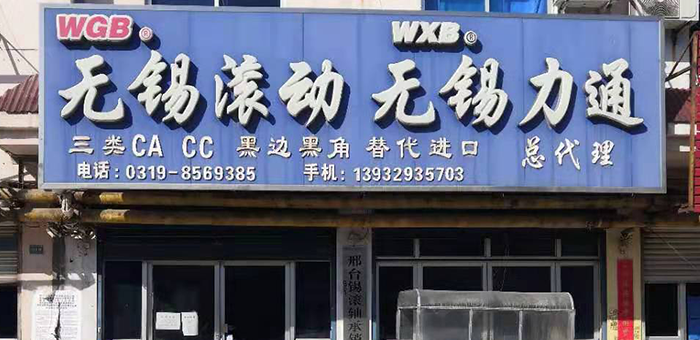 WGB® WXB®
无锡滚动 无锡力通
三类CA CC 黑边黑角 替代进口 总代理
电话:0319-8569385 手机:13932935703
邢台锡滚轴承销